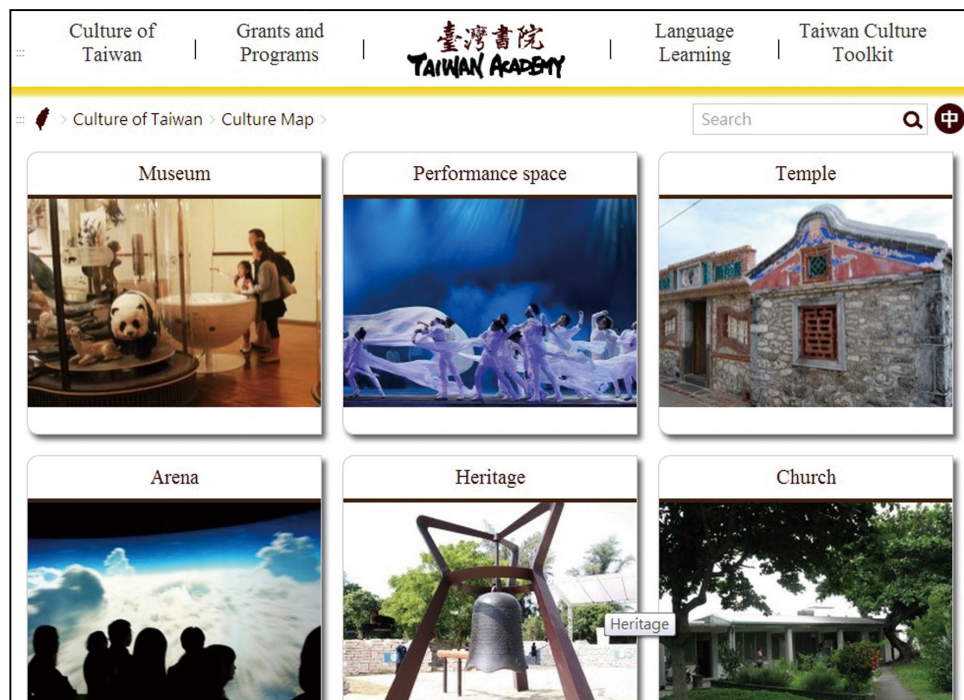 Culture of
Taiwan
Grants and
Programs
臺灣書院
TAIWAN ACADEMY
Language
Learning
Taiwan Culture
Toolkit
Culture of Taiwan > Culture Map >
Search
中
Museum
Performance space
Temple
Arena
Heritage
Church
Heritage